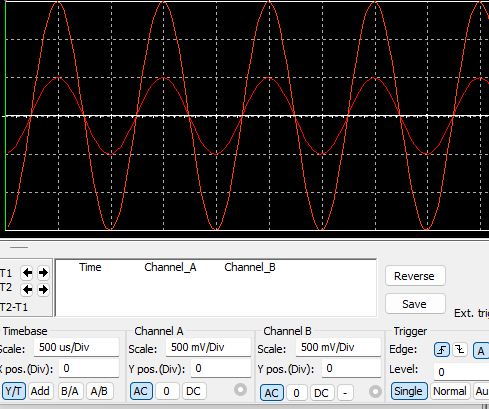 Time Channel_A Channel_B
T1
T2
T2-T1
Reverse
Save
Ext. trig
Timebase
Scale: 500 us/Div
X pos.(Div): 0
Y/T Add B/A A/B
Channel A
Scale: 500 mV/Div
Y pos.(Div): 0
AC 0 DC
Channel B
Scale: 500 mV/Div
Y pos.(Div): 0
AC 0 DC -
Trigger
Edge: A
Level: 0
Single Normal Au